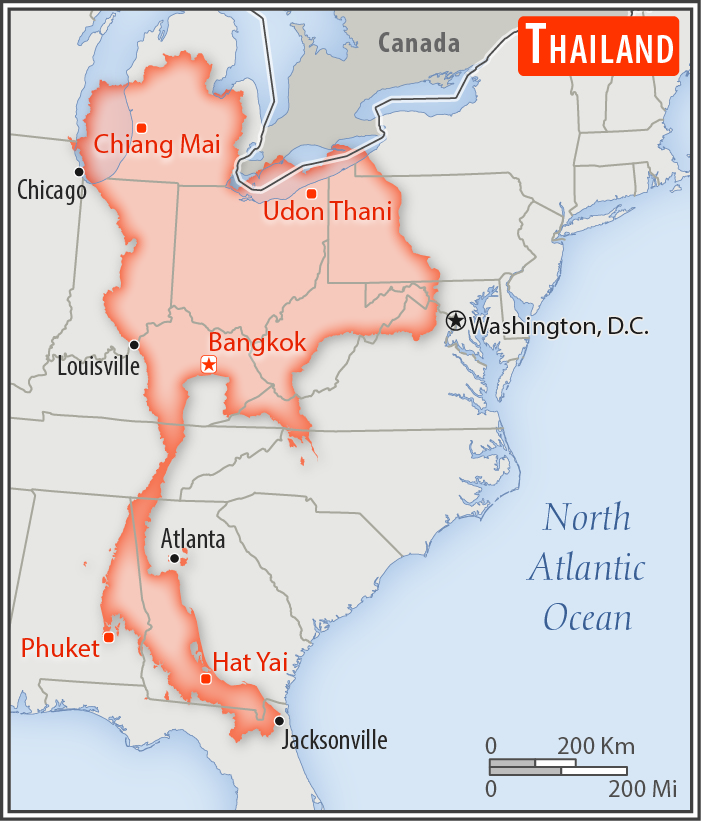 Canada
THAILAND
Chiang Mai
Chicago
Udon Thani
Washington, D.C.
Bangkok
Louisville
North
Atlantic
Ocean
Atlanta
Phuket
Hat Yai
Jacksonville
0 200 Km
0 200 Mi